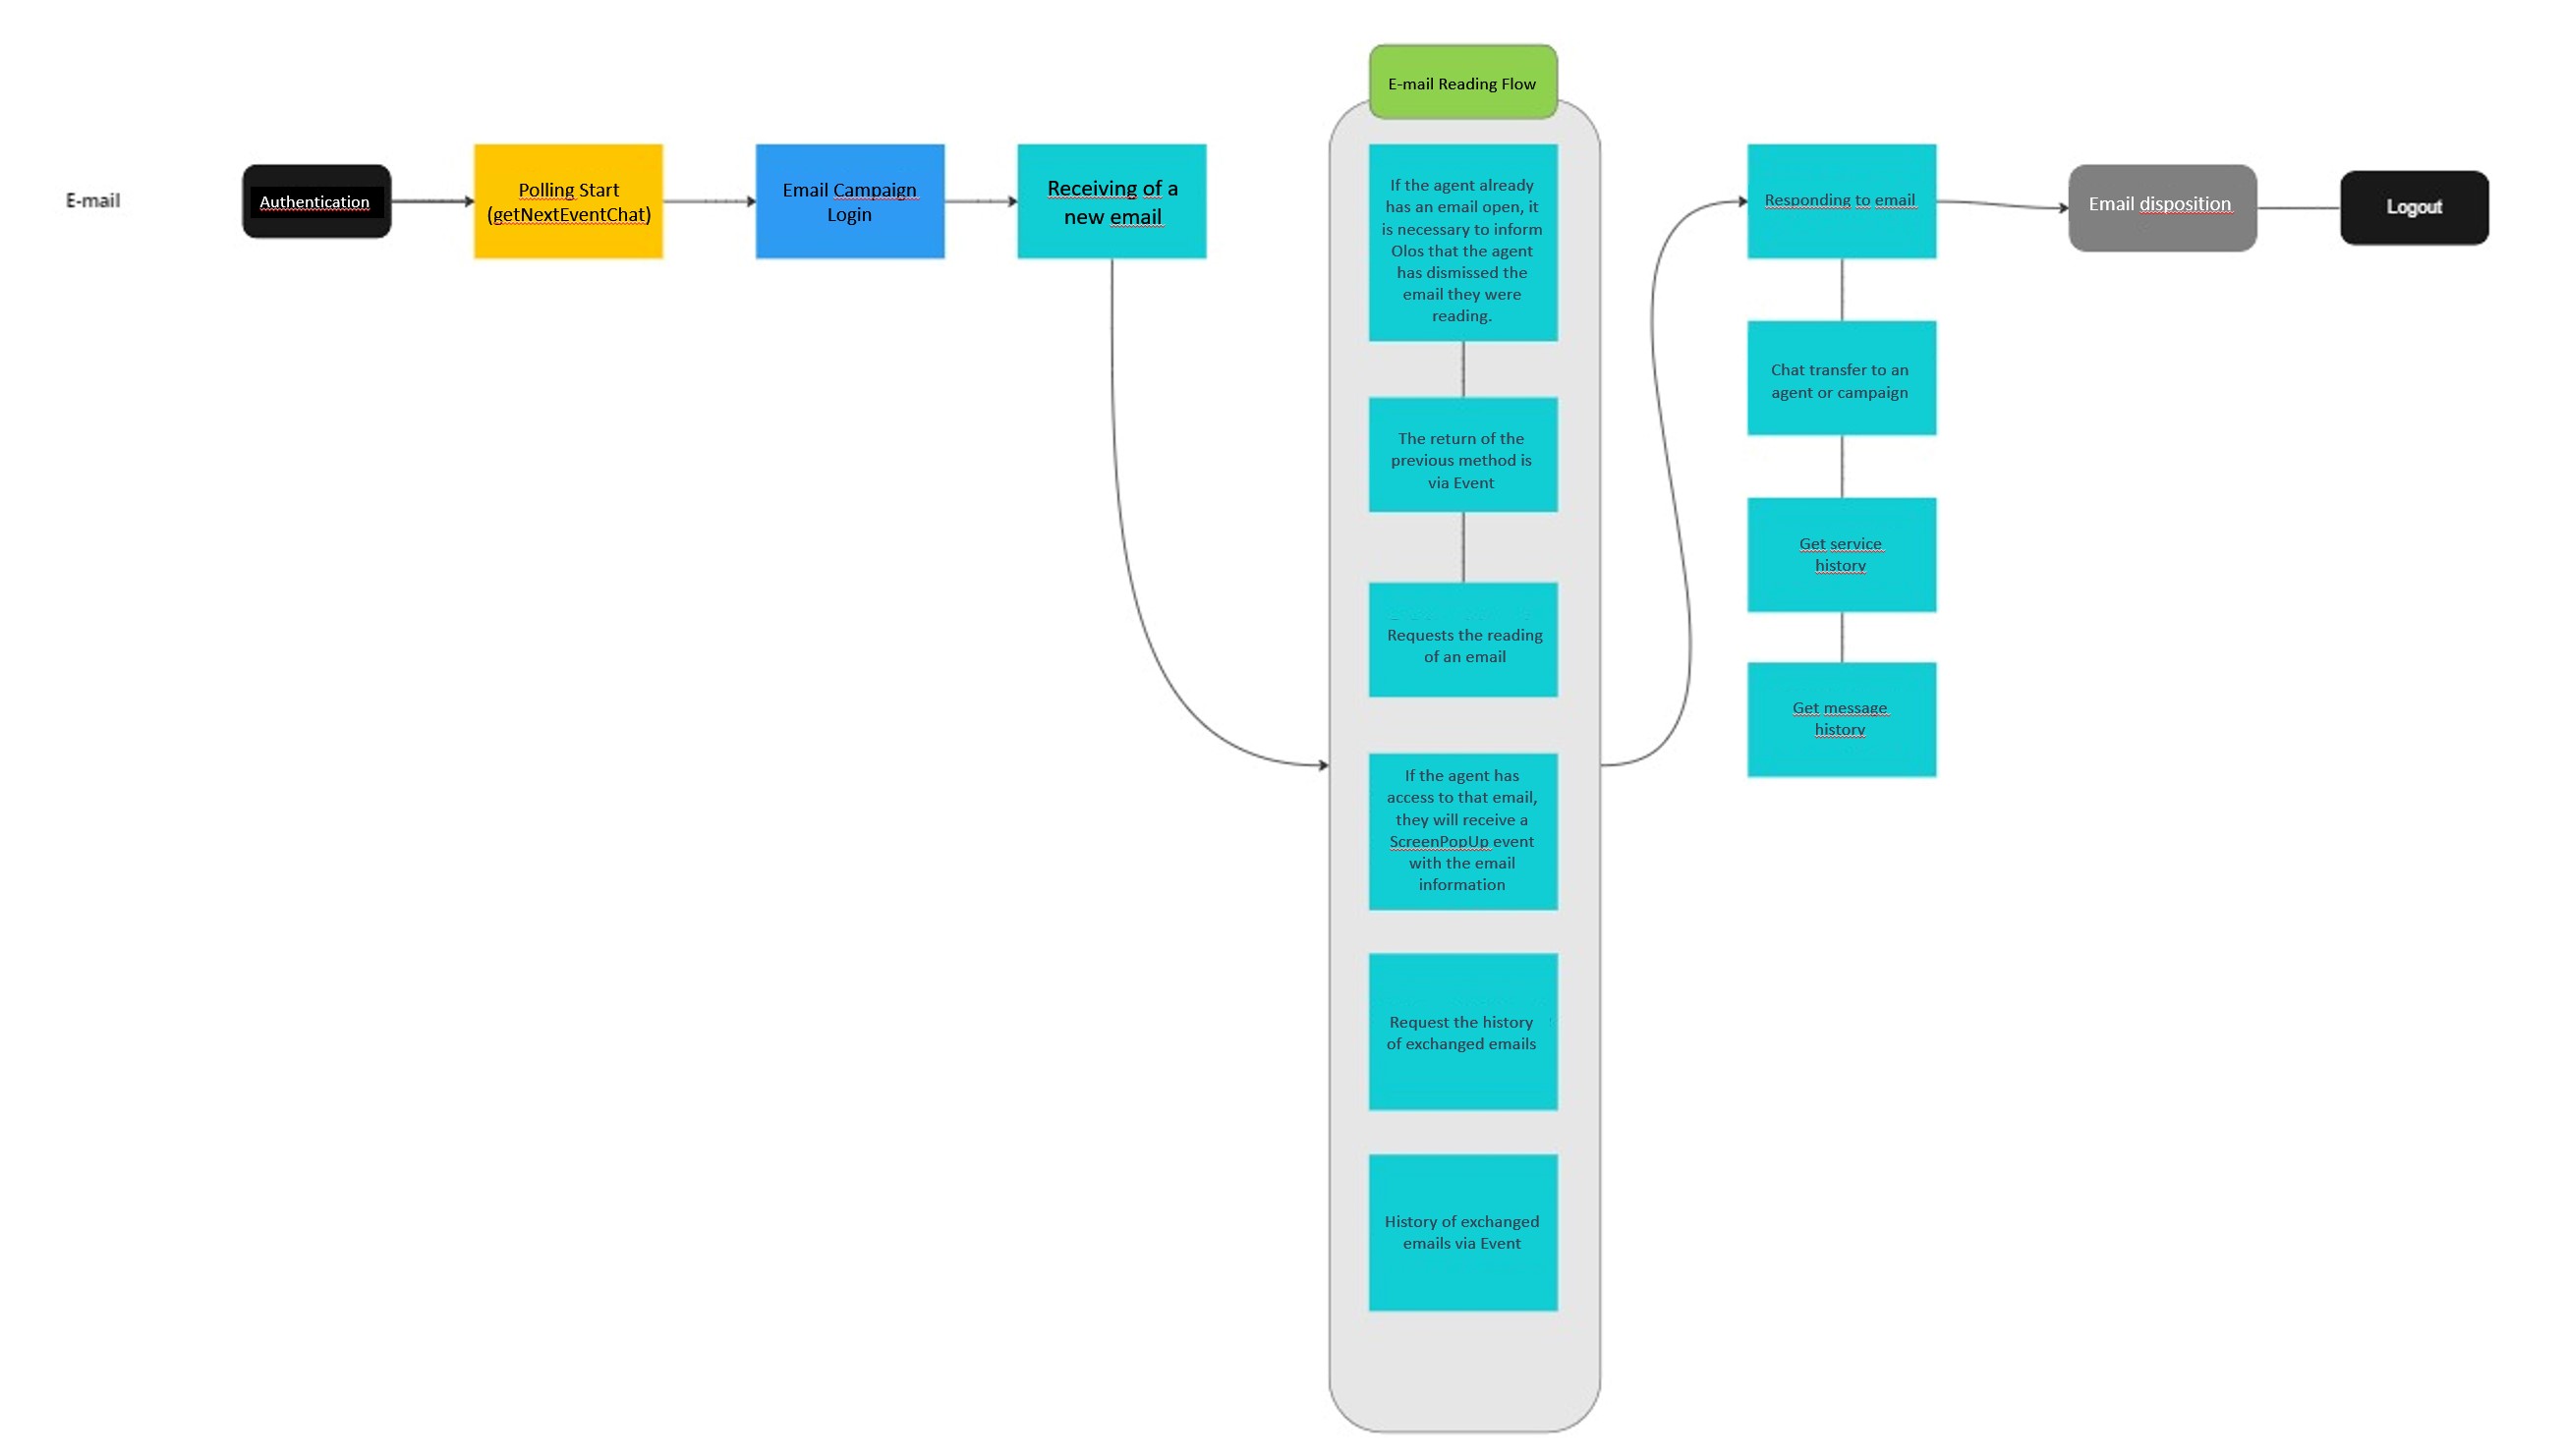 E-mail
Authentication
Polling Start
(getNextEventChat)
Email Campaign
Login
Receiving of a
new email
E-mail Reading Flow
If the agent already
has an email open, it
is necessary to inform
Olos that the agent
has dismissed the
email they were
reading.
The return of the
previous method is
via Event
Requests the reading
of an email
If the agent has
access to that email,
they will receive a
ScreenPopUp event
with the email
information
Request the history
of exchanged emails
History of exchanged
emails via Event
Responding to email
Chat transfer to an
agent or campaign
Get service
history
Get message
history
Email disposition
Logout